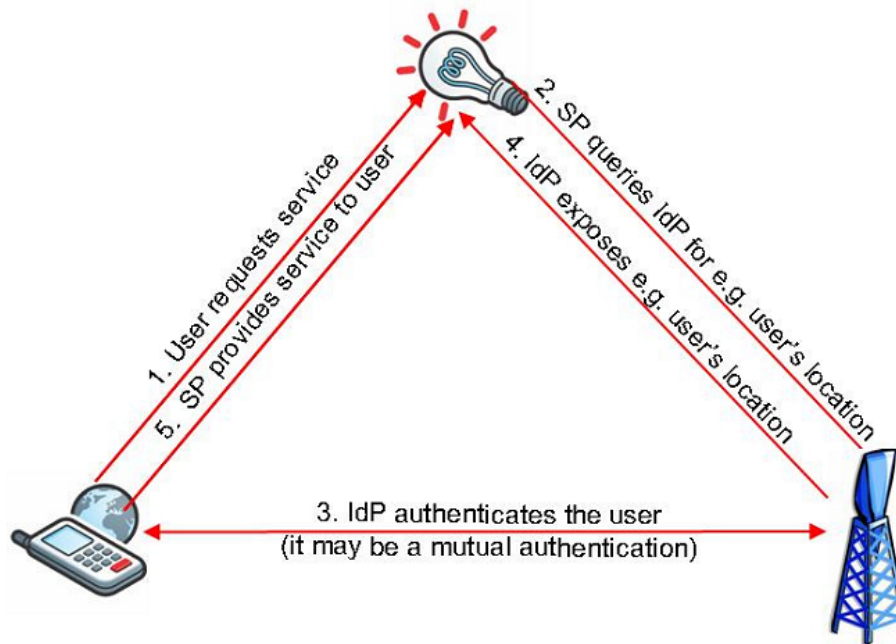 1. User requests service
5. SP provides service to user
2. SP queries IdP for e.g. user's location
4. IdP exposes e.g. user's location
3. IdP authenticates the user
(it may be a mutual authentication)